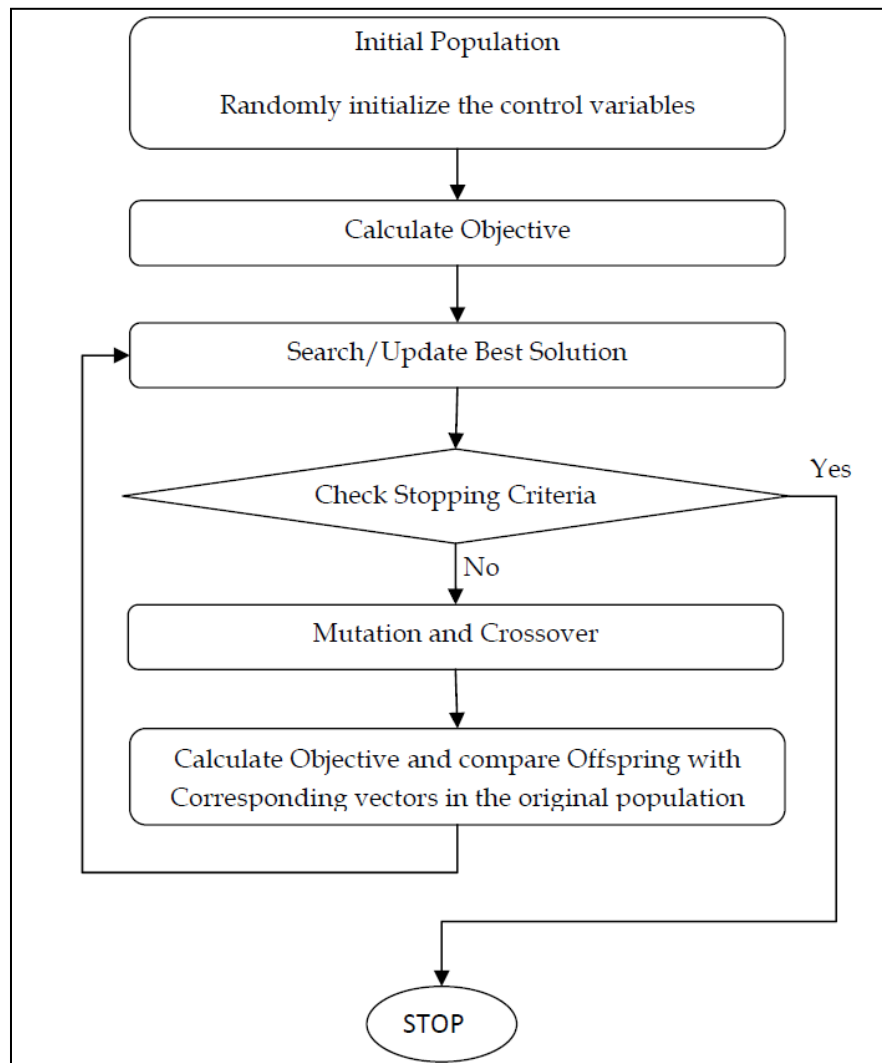 Initial Population
Randomly initialize the control variables
Calculate Objective
Search/Update Best Solution
Yes
Check Stopping Criteria
No
Mutation and Crossover
Calculate Objective and compare Offspring with
Corresponding vectors in the original population
STOP